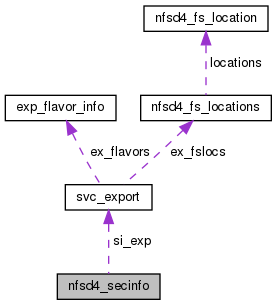 nfsd4_fs_location
locations
exp_flavor_info
nfsd4_fs_locations
ex_flavors
ex_fslocs
svc_export
si_exp
nfsd4_secinfo